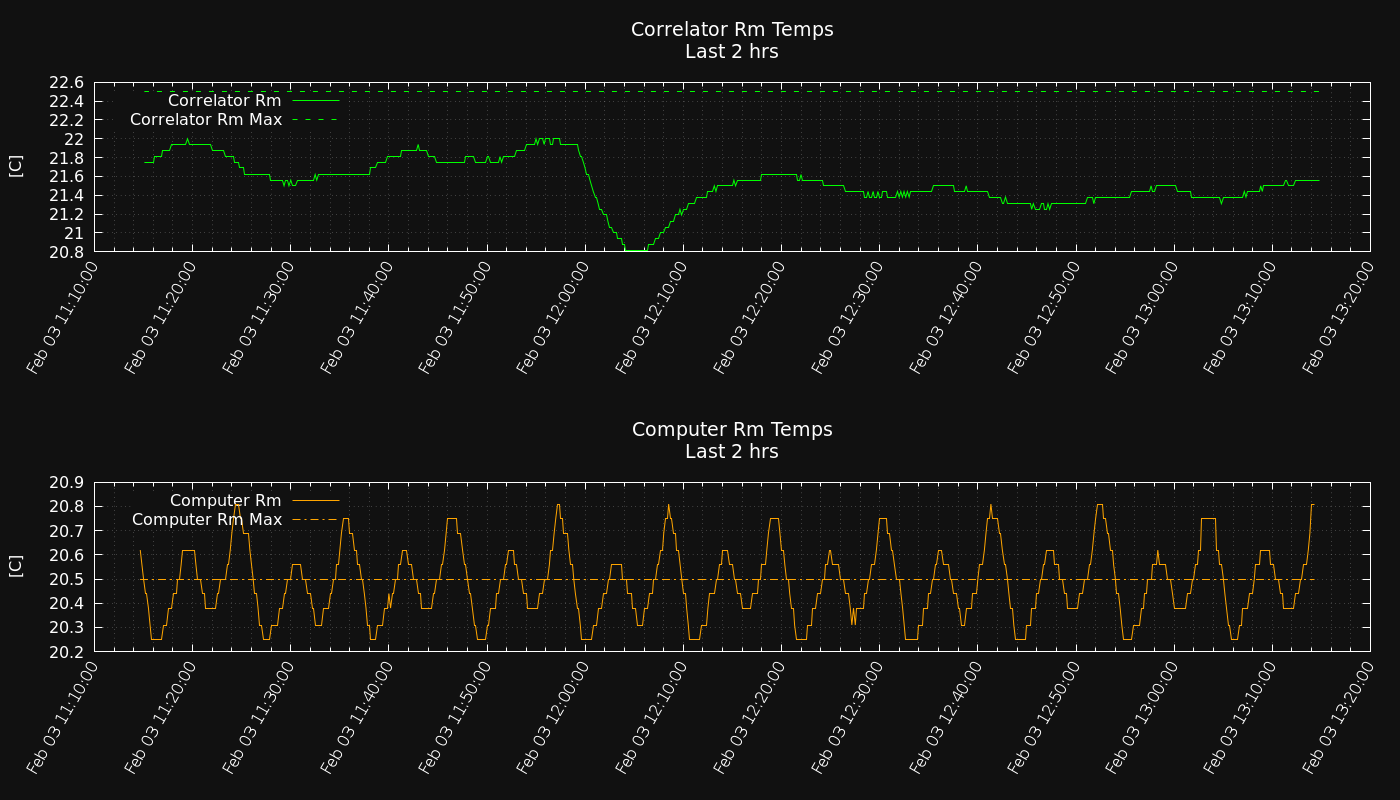 Correlator Rm Temps
Last 2 hrs
22.6
22.4
22.2
22
21.8
21.6
21.4
21.2
21
20.8
[C]
Correlator Rm
Correlator Rm Max
Feb 03 11:10:00
Feb 03 11:20:00
Feb 03 11:30:00
Feb 03 11:40:00
Feb 03 11:50:00
Feb 03 12:00:00
Feb 03 12:10:00
Feb 03 12:20:00
Feb 03 12:30:00
Feb 03 12:40:00
Feb 03 12:50:00
Feb 03 13:00:00
Feb 03 13:10:00
Feb 03 13:20:00
Computer Rm Temps
Last 2 hrs
20.9
20.8
20.7
20.6
20.5
20.4
20.3
20.2
[C]
Computer Rm
Computer Rm Max
Feb 03 11:10:00
Feb 03 11:20:00
Feb 03 11:30:00
Feb 03 11:40:00
Feb 03 11:50:00
Feb 03 12:00:00
Feb 03 12:10:00
Feb 03 12:20:00
Feb 03 12:30:00
Feb 03 12:40:00
Feb 03 12:50:00
Feb 03 13:00:00
Feb 03 13:10:00
Feb 03 13:20:00